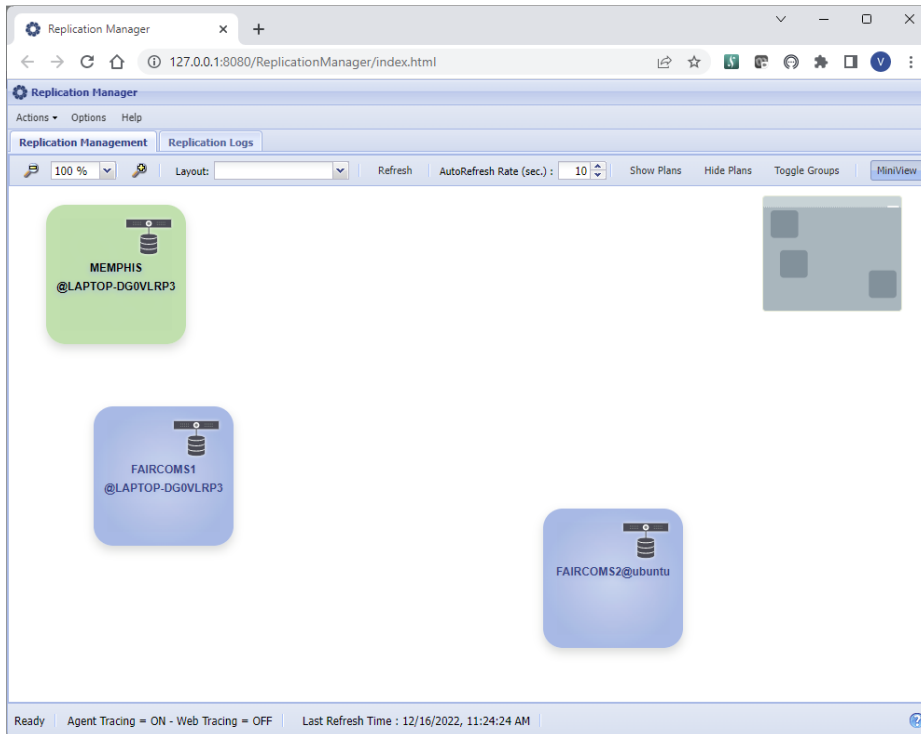 Replication Manager
127.0.0.1:8080/ReplicationManager/index.html
V
Replication Manager
Actions Options Help
Replication Management Replication Logs
100 % Layout: Refresh AutoRefresh Rate (sec.) : 10 Show Plans Hide Plans Toggle Groups MiniView
MEMPHIS
@LAPTOP-DG0VLRP3
FAIRCOMS1
@LAPTOP-DG0VLRP3
FAIRCOMS2@ubuntu
Ready Agent Tracing = ON - Web Tracing = OFF Last Refresh Time : 12/16/2022, 11:24:24 AM ?